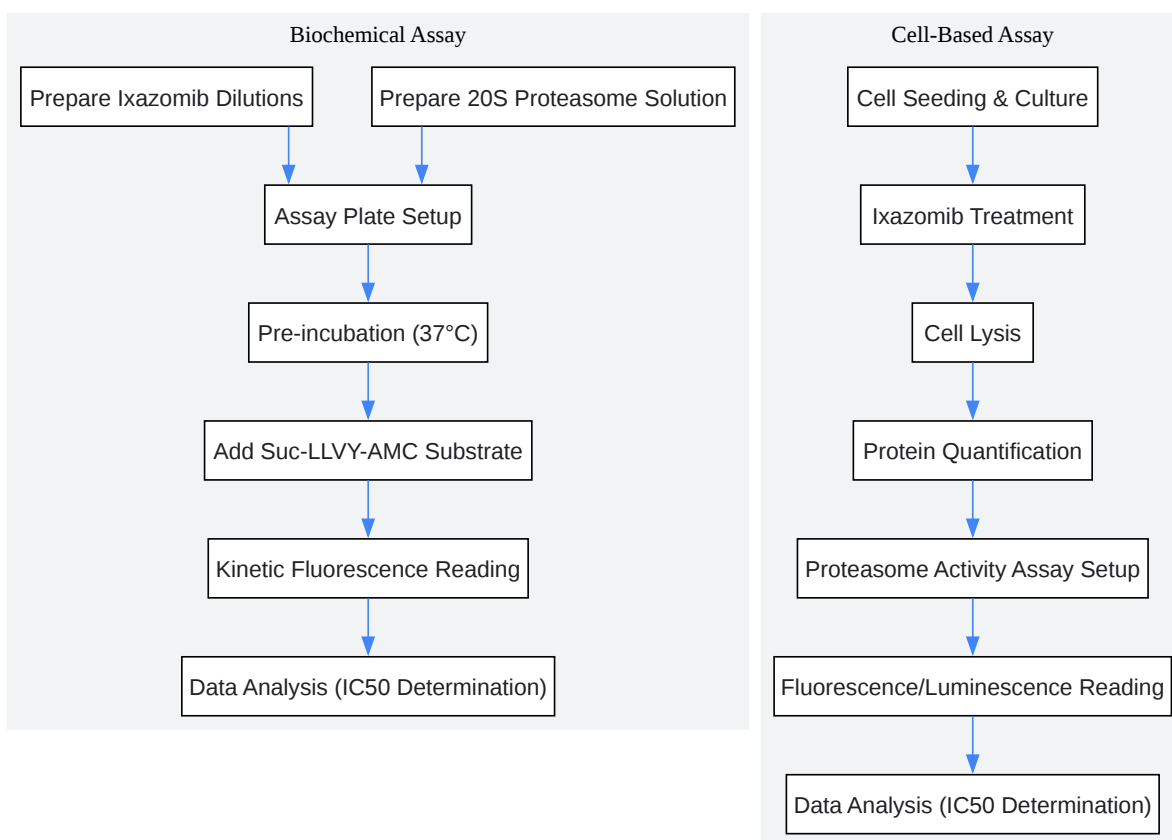 Biochemical Assay
Prepare Ixazomib Dilutions
Prepare 20S Proteasome Solution
Assay Plate Setup
Pre-incubation (37°C)
Add Suc-LLVY-AMC Substrate
Kinetic Fluorescence Reading
Data Analysis (IC50 Determination)
Cell-Based Assay
Cell Seeding & Culture
Ixazomib Treatment
Cell Lysis
Protein Quantification
Proteasome Activity Assay Setup
Fluorescence/Luminescence Reading
Data Analysis (IC50 Determination)